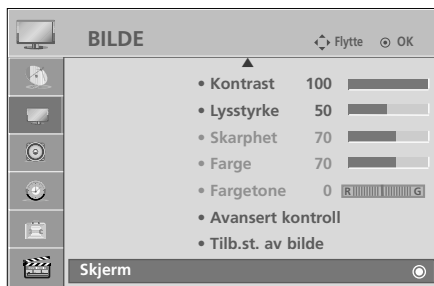 BILDE Flytte OK
• Kontrast 100
• Lysstyrke 50
• Skarphet 70
• Farge 70
• Fargetone 0 R G
• Avansert kontroll
• Tilb.st. av bilde
Skjerm